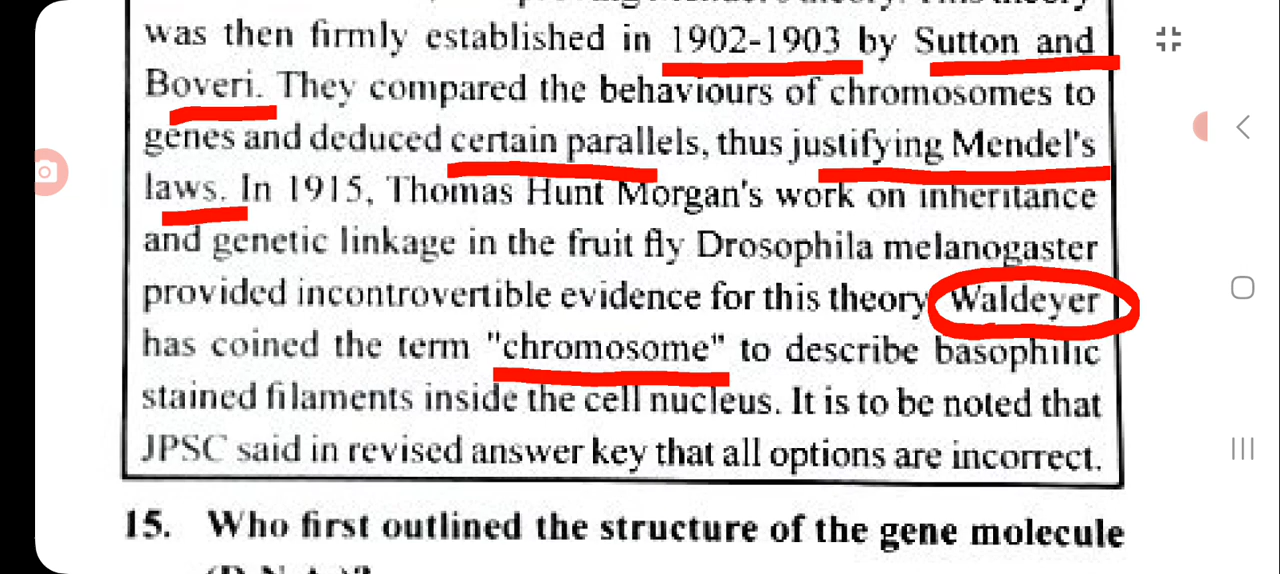 was then firmly established in 1902-1903 by Sutton and
Boveri. They compared the behaviours of chromosomes to
genes and deduced certain parallels, thus justifying Mendel's
laws. In 1915, Thomas Hunt Morgan's work on inheritance
and genetic linkage in the fruit fly Drosophila melanogaster
provided incontrovertible evidence for this theory Waldeyer
has coined the term "chromosome" to describe basophilic
stained filaments inside the cell nucleus. It is to be noted that
JPSC said in revised answer key that all options are incorrect.
15. Who first outlined the structure of the gene molecule